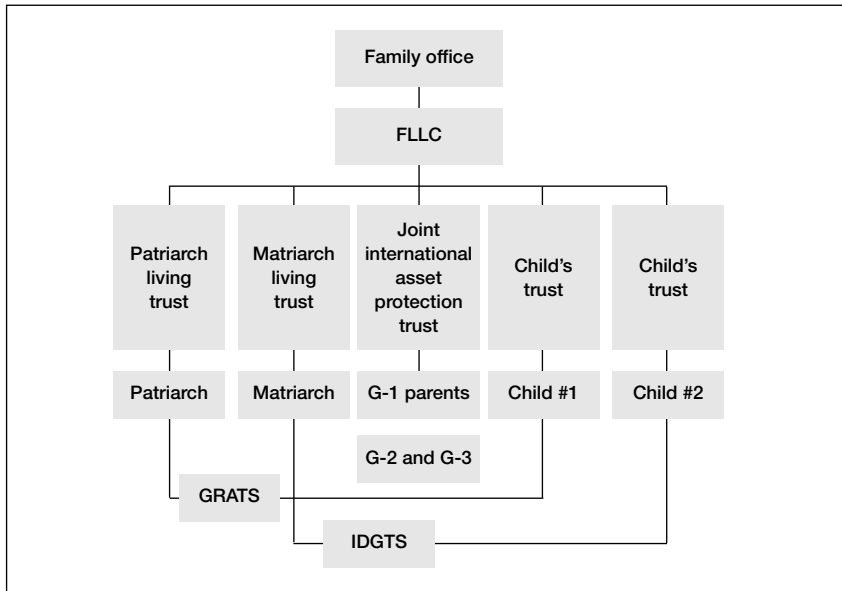 Family office
FLLC
Patriarch
living
trust
Matriarch
living
trust
Joint
international
asset
protection
trust
Child’s
trust
Child’s
trust
Patriarch
Matriarch
G-1 parents
Child #1
Child #2
G-2 and G-3
GRATS
IDGTS